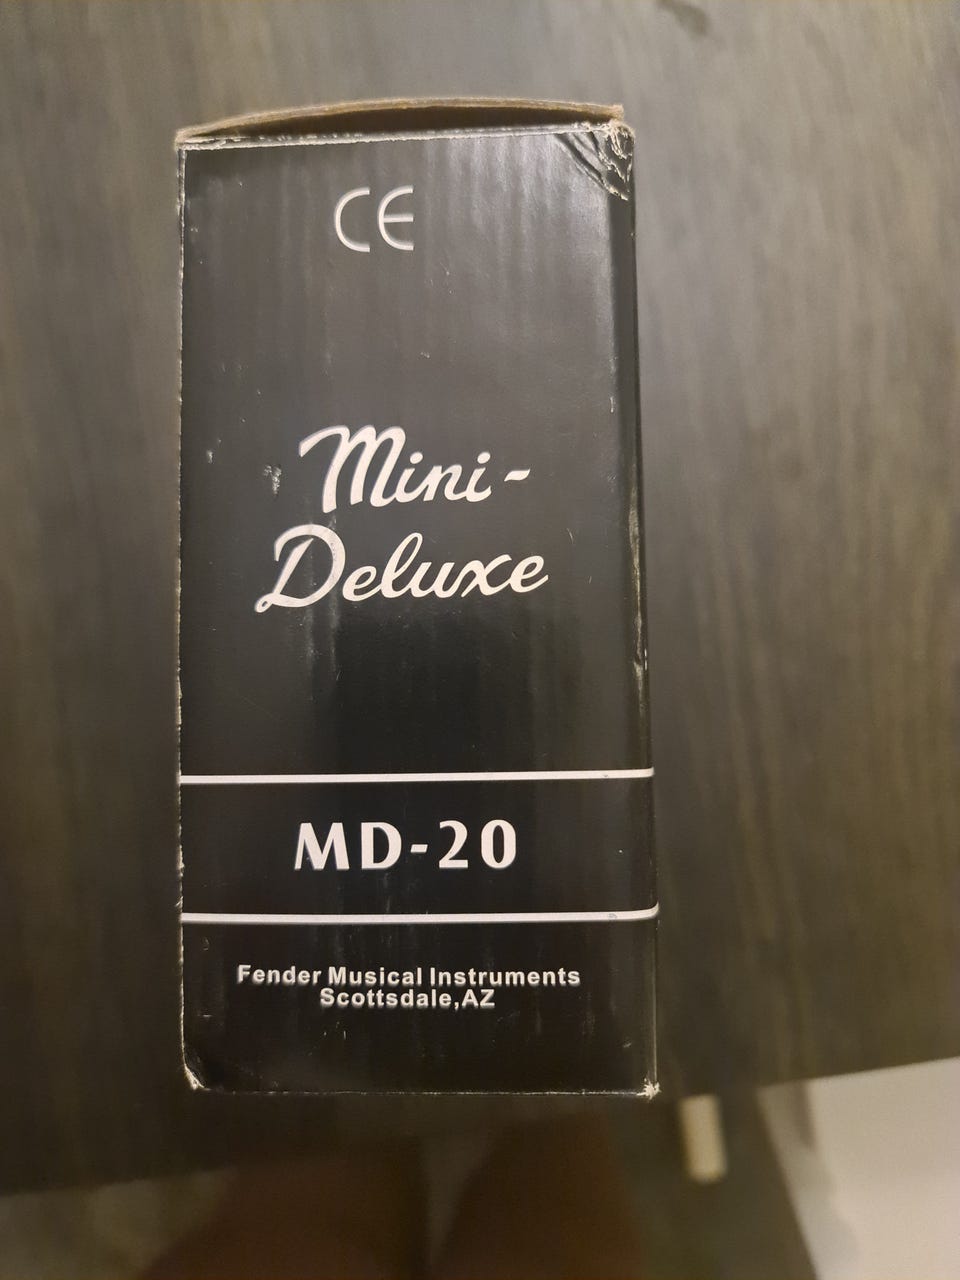 CE
Mini-
Deluxe
MD-20
Fender Musical Instruments
Scottsdale,AZ